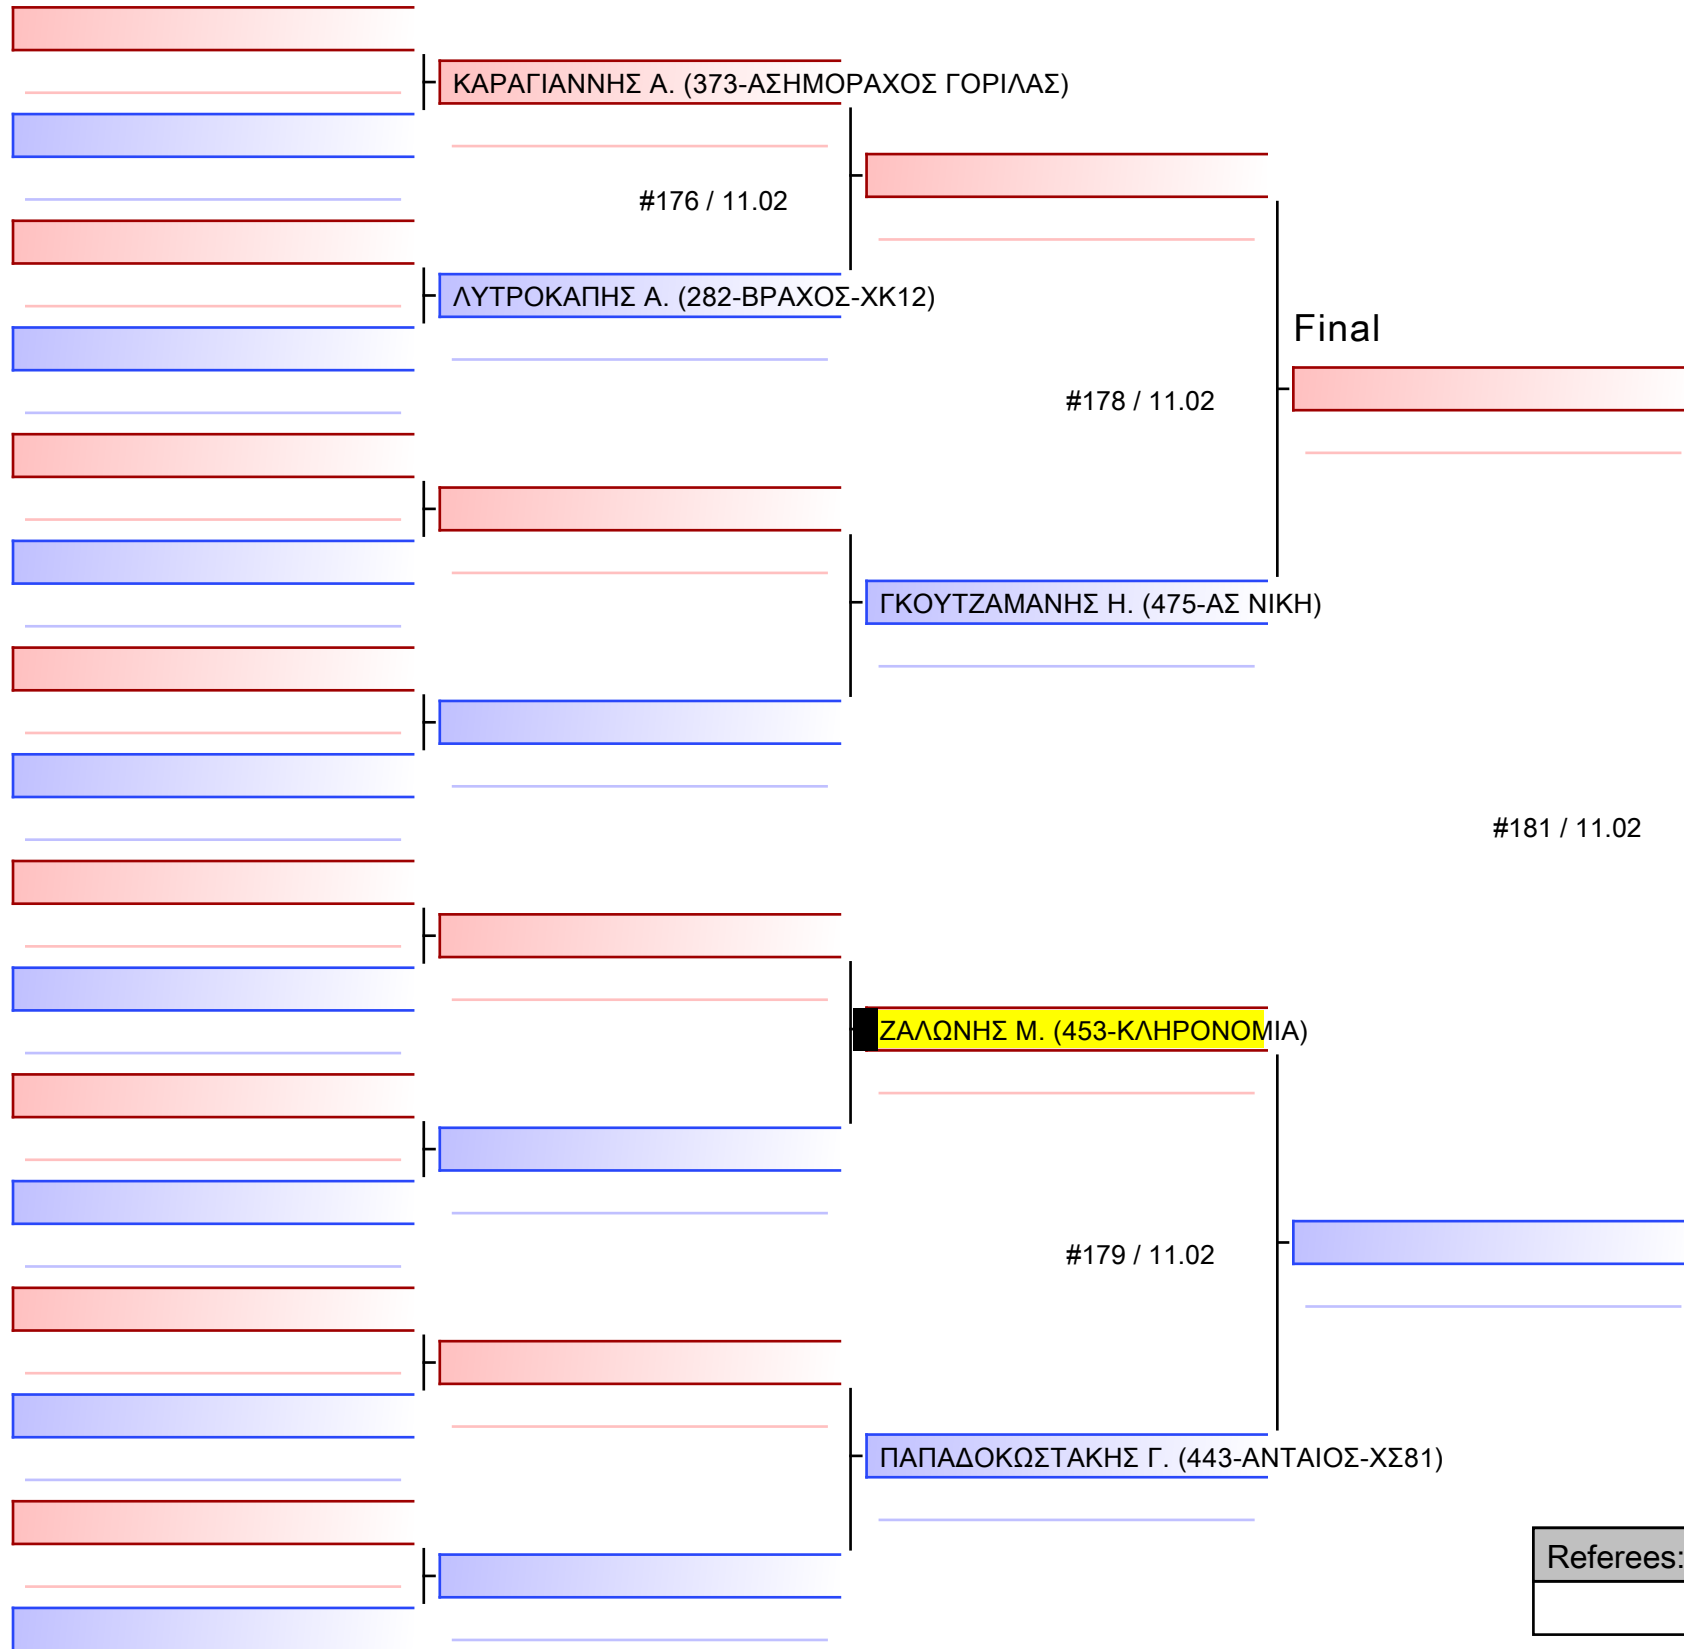 ΚΑΡΑΓΙΑΝΝΗΣ Α. (373-ΑΣΗΜΟΡΑΧΟΣ ΓΟΡΙΛΑΣ)
#176 / 11.02
ΛΥΤΡΟΚΑΠΗΣ Α. (282-ΒΡΑΧΟΣ-ΧΚ12)
Final
#178 / 11.02
ΓΚΟΥΤΖΑΜΑΝΗΣ Η. (475-ΑΣ ΝΙΚΗ)
#181 / 11.02
ΖΑΛΩΝΗΣ Μ. (453-ΚΛΗΡΟΝΟΜΙΑ)
#179 / 11.02
ΠΑΠΑΔΟΚΩΣΤΑΚΗΣ Γ. (443-ΑΝΤΑΙΟΣ-ΧΣ81)
Referees: